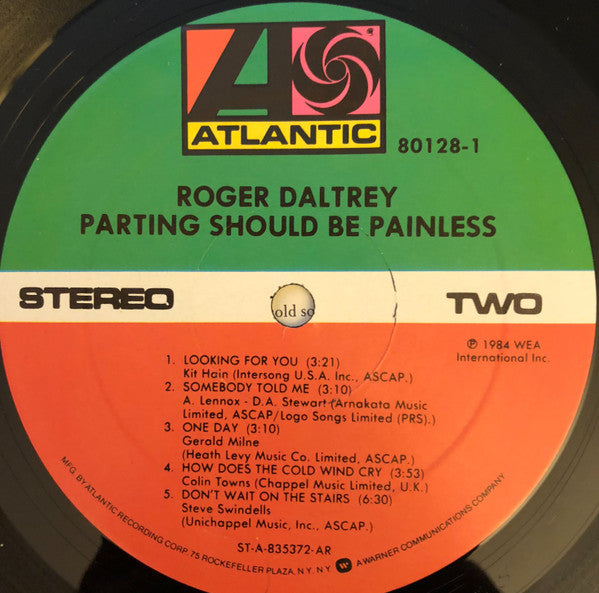 ATLANTIC
80128-1
ROGER DALTREY
PARTING SHOULD BE PAINLESS
STEREO
old so
TWO
℗ 1984 WEA
International Inc.
1. LOOKING FOR YOU (3:21)
Kit Hain (Intersong U.S.A. Inc., ASCAP.)
2. SOMEBODY TOLD ME (3:10)
A. Lennox - D.A. Stewart (Arnakata Music
Limited, ASCAP/Logo Songs Limited (PRS).)
3. ONE DAY (3:10)
Gerald Milne
(Heath Levy Music Co. Limited, ASCAP.)
4. HOW DOES THE COLD WIND CRY (3:53)
Colin Towns (Chappel Music Limited, U.K.)
5. DON'T WAIT ON THE STAIRS (6:30)
Steve Swindells
(Unichappel Music, Inc., ASCAP.)
ST-A-835372-AR
MFG. BY ATLANTIC RECORDING CORP. 75 ROCKEFELLER PLAZA, N.Y. N.Y. A WARNER COMMUNICATIONS COMPANY